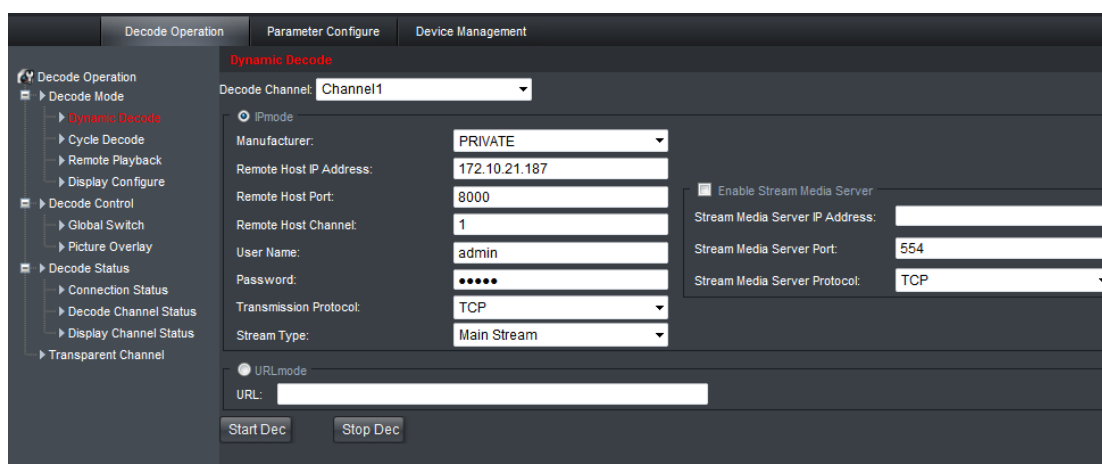 Decode Operation Parameter Configure Device Management
Dynamic Decode
Decode Operation
Decode Mode
Dynamic Decode
Cycle Decode
Remote Playback
Display Configure
Decode Control
Global Switch
Picture Overlay
Decode Status
Connection Status
Decode Channel Status
Display Channel Status
Transparent Channel
Decode Channel: Channel1
IPmode
Manufacturer: PRIVATE
Remote Host IP Address: 172.10.21.187
Remote Host Port: 8000
Remote Host Channel: 1
User Name: admin
Password: •••••
Transmission Protocol: TCP
Stream Type: Main Stream
Enable Stream Media Server
Stream Media Server IP Address:
Stream Media Server Port: 554
Stream Media Server Protocol: TCP
URLmode
URL:
Start Dec Stop Dec